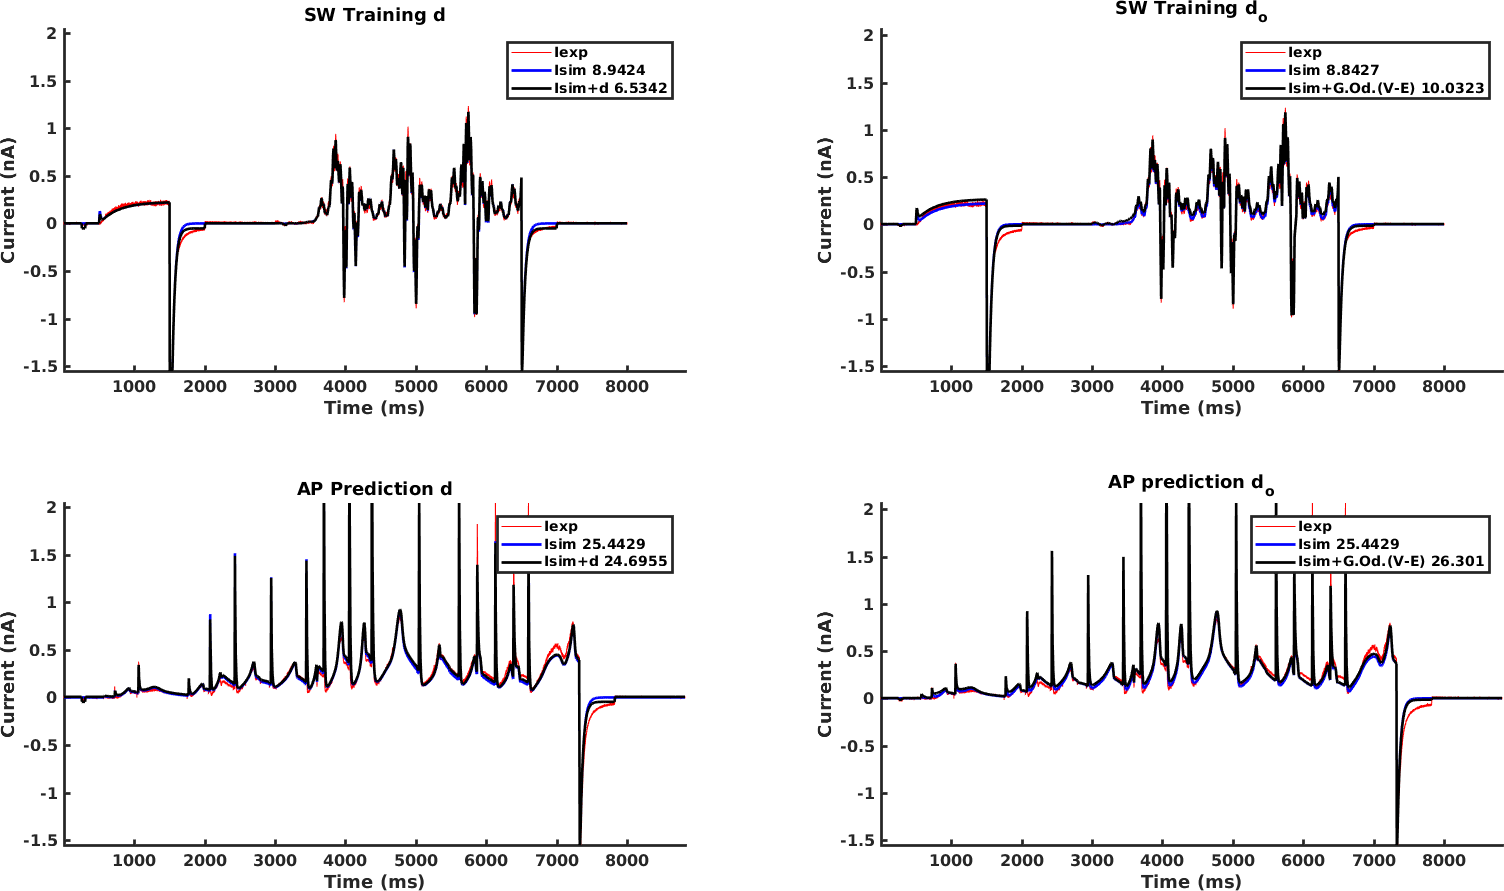 SW Training d
2
1.5
1
0.5
0
-0.5
-1
-1.5
Current (nA)
Iexp
Isim 8.9424
Isim+d 6.5342
1000 2000 3000 4000 5000 6000 7000 8000
Time (ms)
SW Training do
2
1.5
1
0.5
0
-0.5
-1
-1.5
Current (nA)
Iexp
Isim 8.8427
Isim+G.Od.(V-E) 10.0323
1000 2000 3000 4000 5000 6000 7000 8000
Time (ms)
AP Prediction d
2
1.5
1
0.5
0
-0.5
-1
-1.5
Current (nA)
Iexp
Isim 25.4429
Isim+d 24.6955
1000 2000 3000 4000 5000 6000 7000 8000
Time (ms)
AP prediction do
2
1.5
1
0.5
0
-0.5
-1
-1.5
Current (nA)
Iexp
Isim 25.4429
Isim+G.Od.(V-E) 26.301
1000 2000 3000 4000 5000 6000 7000 8000
Time (ms)